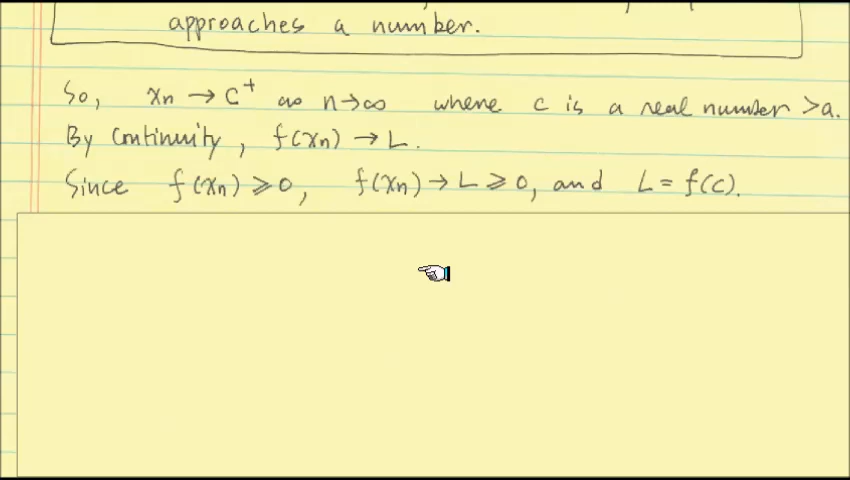 approaches a number.
So, xn → c⁺ as n→∞ where c is a real number >a.
By continuity, f(xn) → L.
Since f(xn) ⩾ 0, f(xn) → L ⩾ 0, and L = f(c).